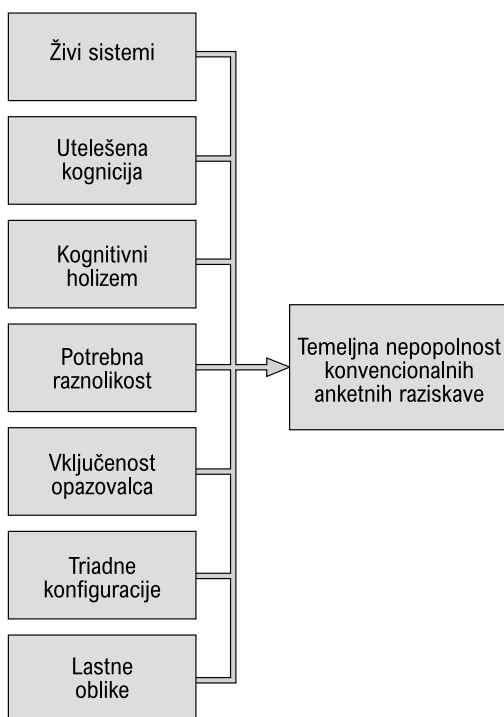 Živi sistemi
Utelešena
kognicija
Kognitivni
holizem
Potrebna
raznolikost
Vključenost
opazovalca
Triadne
konfiguracije
Lastne
oblike
Temeljna nepopolnost
konvencionalnih
anketnih raziskave